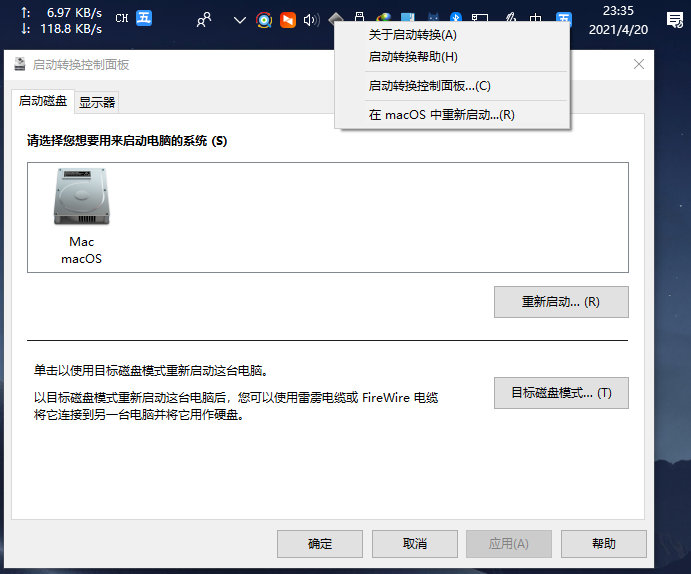 ↑: 6.97 KB/s
↓: 118.8 KB/s
CH 五
中
五
23:35
2021/4/20
关于启动转换(A)
启动转换帮助(H)
启动转换控制面板...(C)
在 macOS 中重新启动...(R)
启动转换控制面板
启动磁盘
显示器
请选择您想要用来启动电脑的系统 (S)
Mac
macOS
重新启动... (R)
单击以使用目标磁盘模式重新启动这台电脑。
以目标磁盘模式重新启动这台电脑后，您可以使用雷雳电缆或 FireWire 电缆
将它连接到另一台电脑并将它用作硬盘。
目标磁盘模式... (T)
确定
取消
应用(A)
帮助